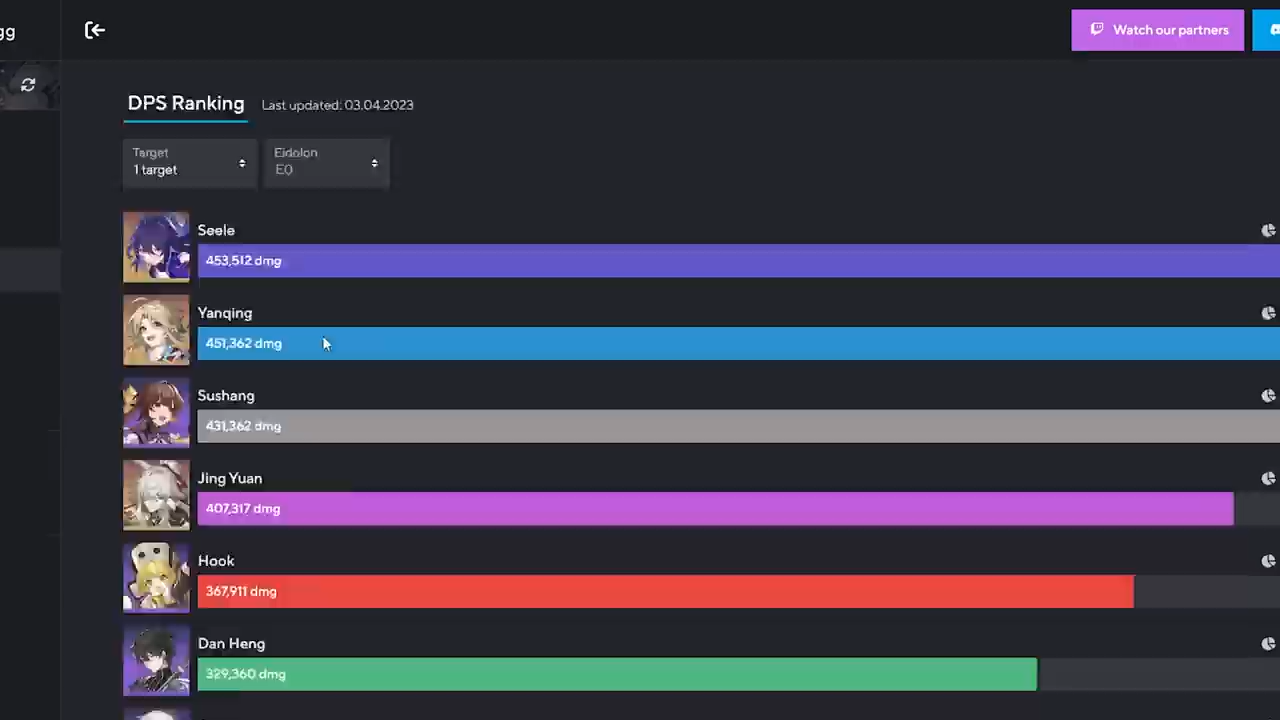 gg
Watch our partners
DPS Ranking
Last updated: 03.04.2023
Target
1 target
Eidolon
E0
Seele
453,512 dmg
Yanqing
451,362 dmg
Sushang
431,362 dmg
Jing Yuan
407,317 dmg
Hook
367,911 dmg
Dan Heng
329,360 dmg